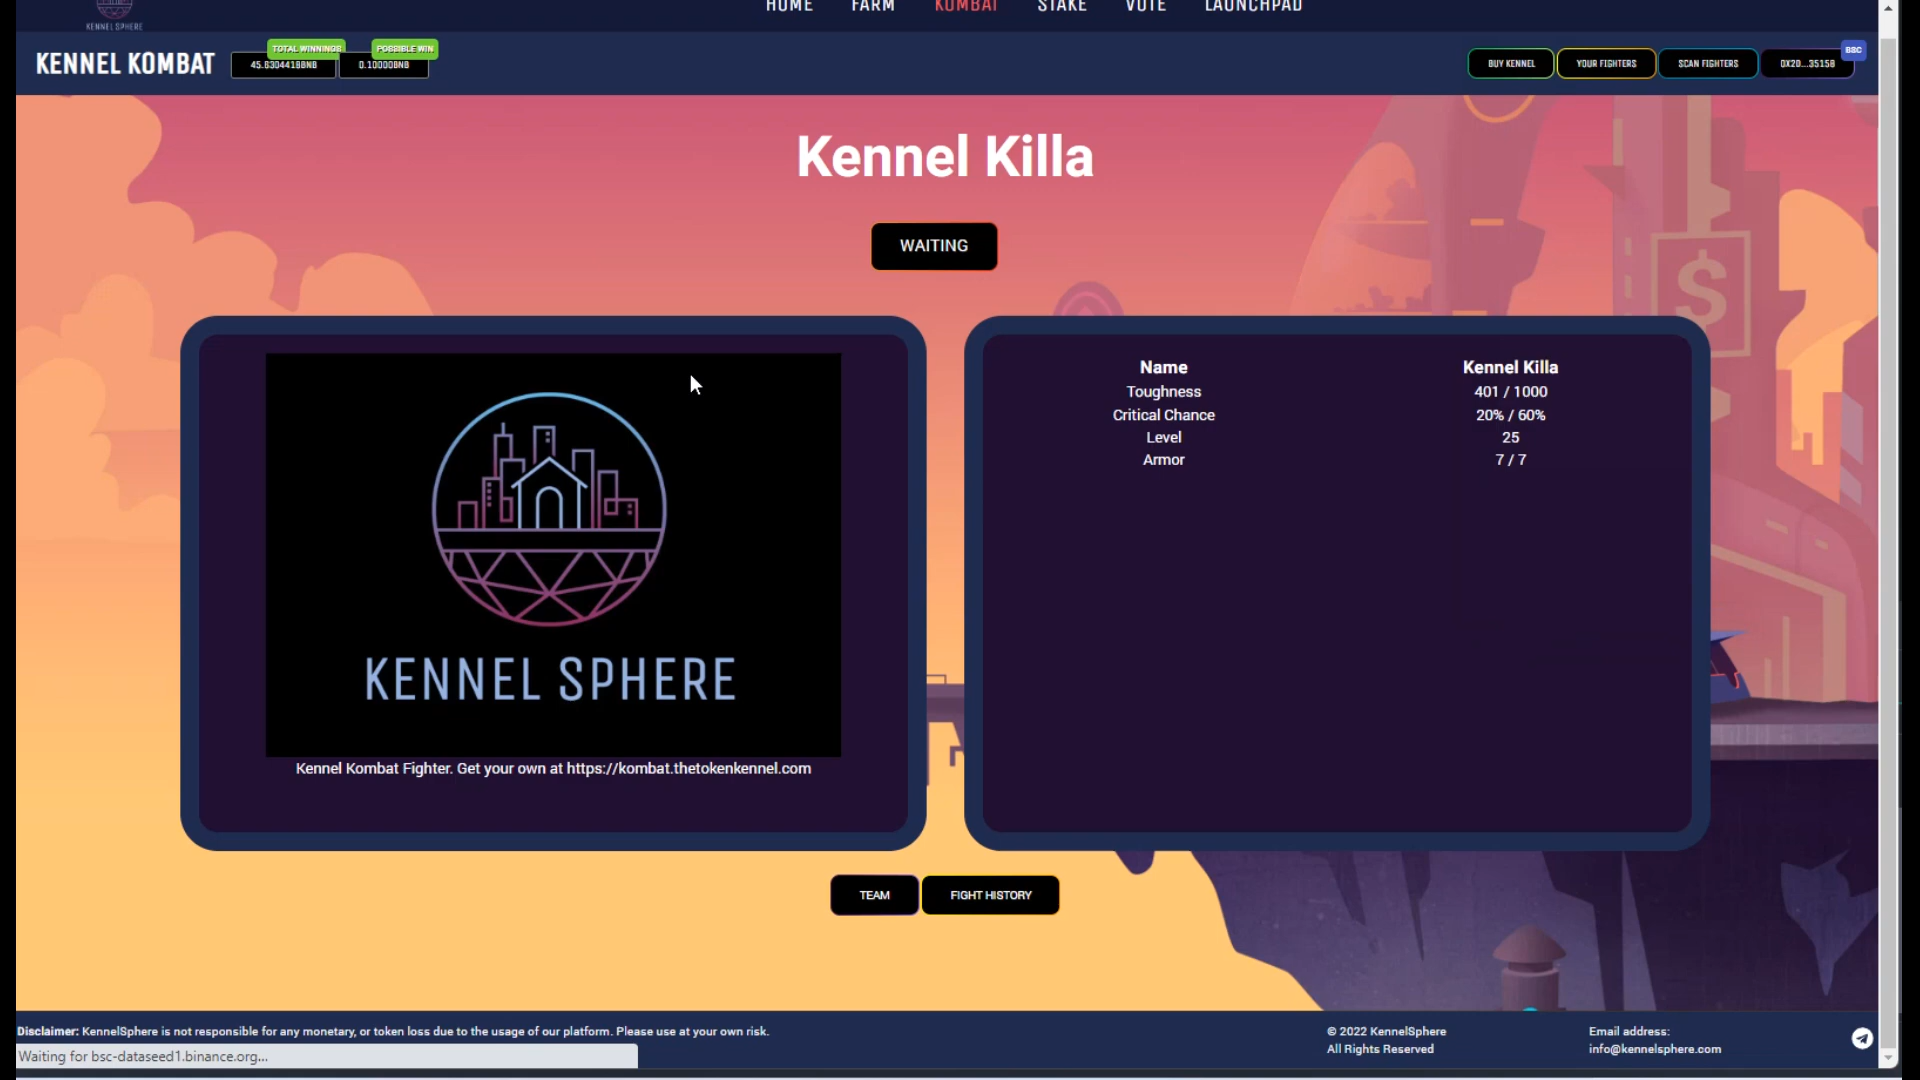 KENNEL SPHERE
HOME FARM KOMBAT STAKE VOTE LAUNCHPAD
KENNEL KOMBAT
TOTAL WINNINGS
POSSIBLE WIN
0.10000BNB
BUY KENNEL
YOUR FIGHTERS
SCAN FIGHTERS
0X20...35158
BSC
Kennel Killa
WAITING
KENNEL SPHERE
Kennel Kombat Fighter. Get your own at https://kombat.thetokenkennel.com
Name Kennel Killa
Toughness 401 / 1000
Critical Chance 20% / 60%
Level 25
Armor 7 / 7
$
TEAM
FIGHT HISTORY
Disclaimer: KennelSphere is not responsible for any monetary, or token loss due to the usage of our platform. Please use at your own risk.
© 2022 KennelSphere
All Rights Reserved
Email address:
info@kennelsphere.com
Waiting for bsc-dataseed1.binance.org...